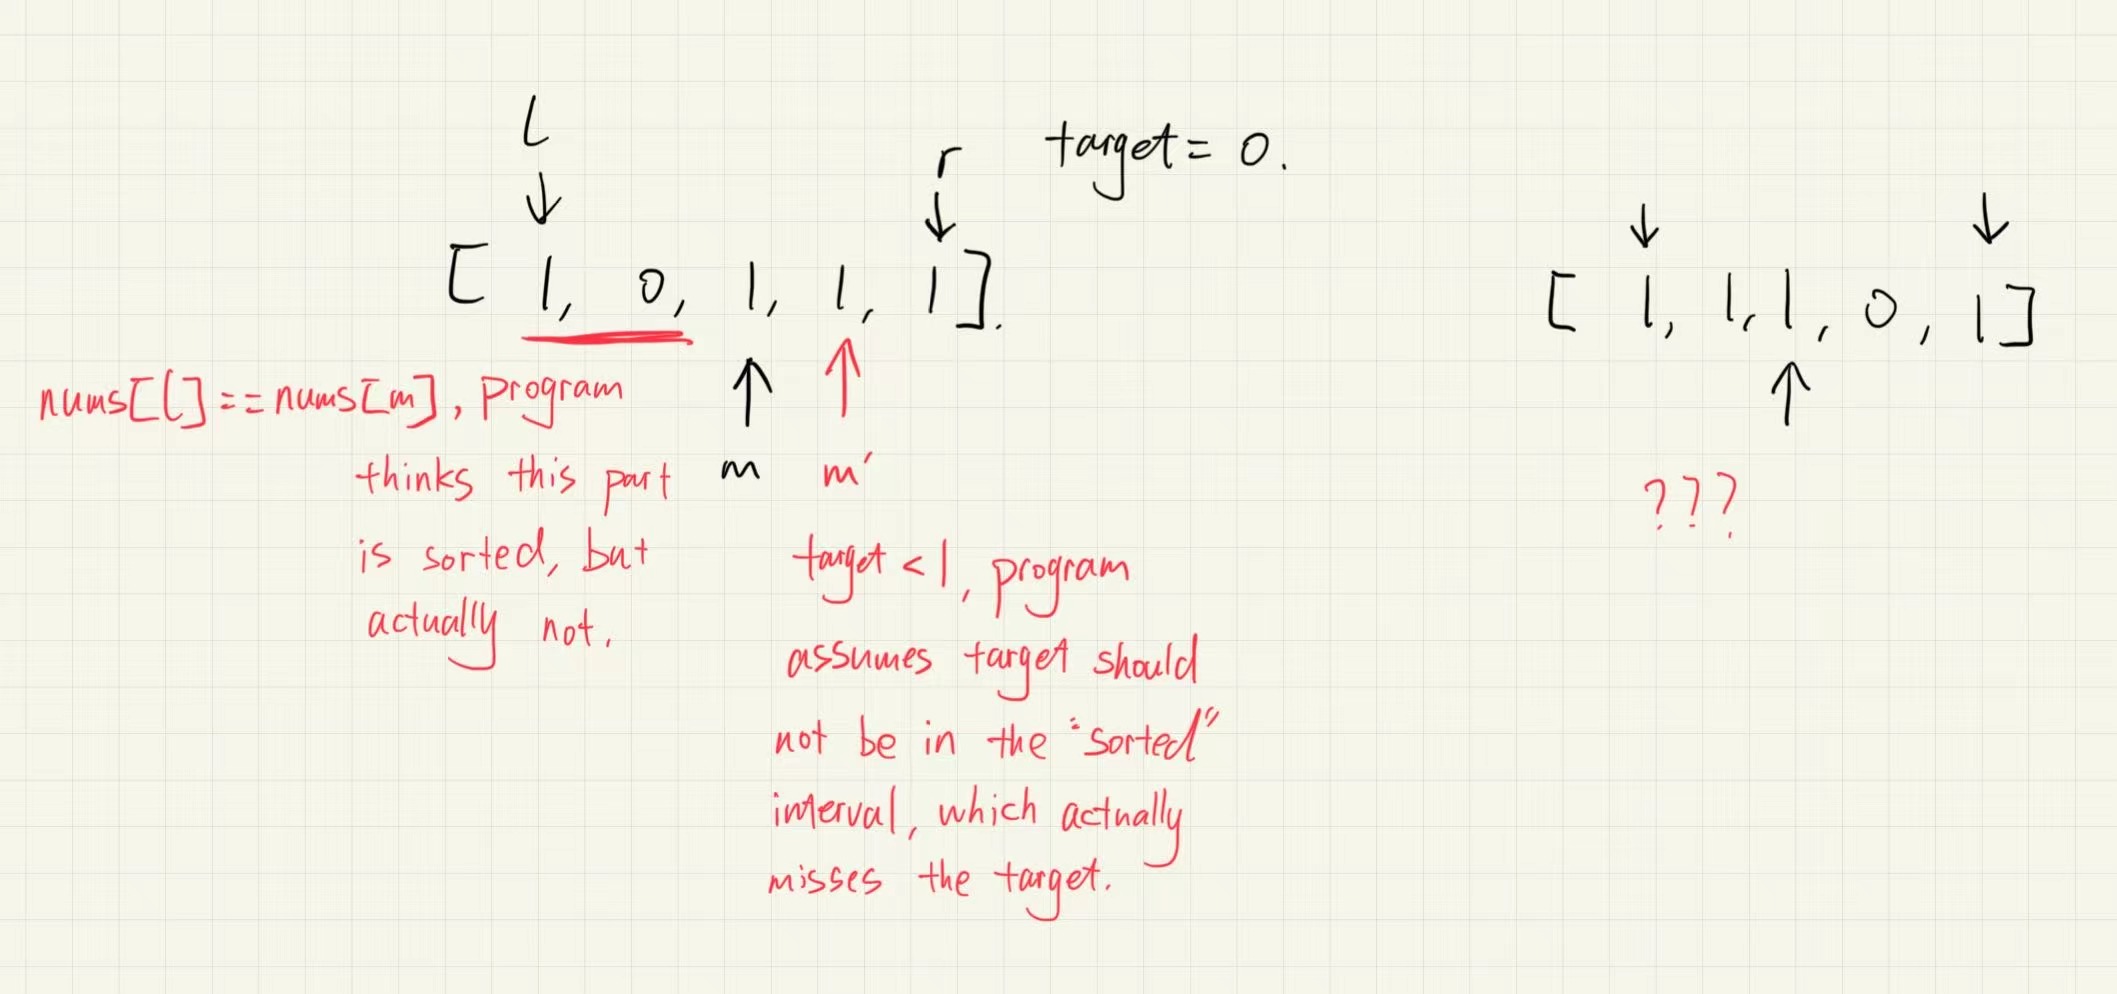 l
r
target = 0.
[ 1, 0, 1, 1, 1 ].
[ 1, 1, 1, 0, 1 ]
nums[l] == nums[m], program
thinks this part
is sorted, but
actually not.
m
m′
target < 1, program
assumes target should
not be in the "sorted"
interval, which actually
misses the target.
???